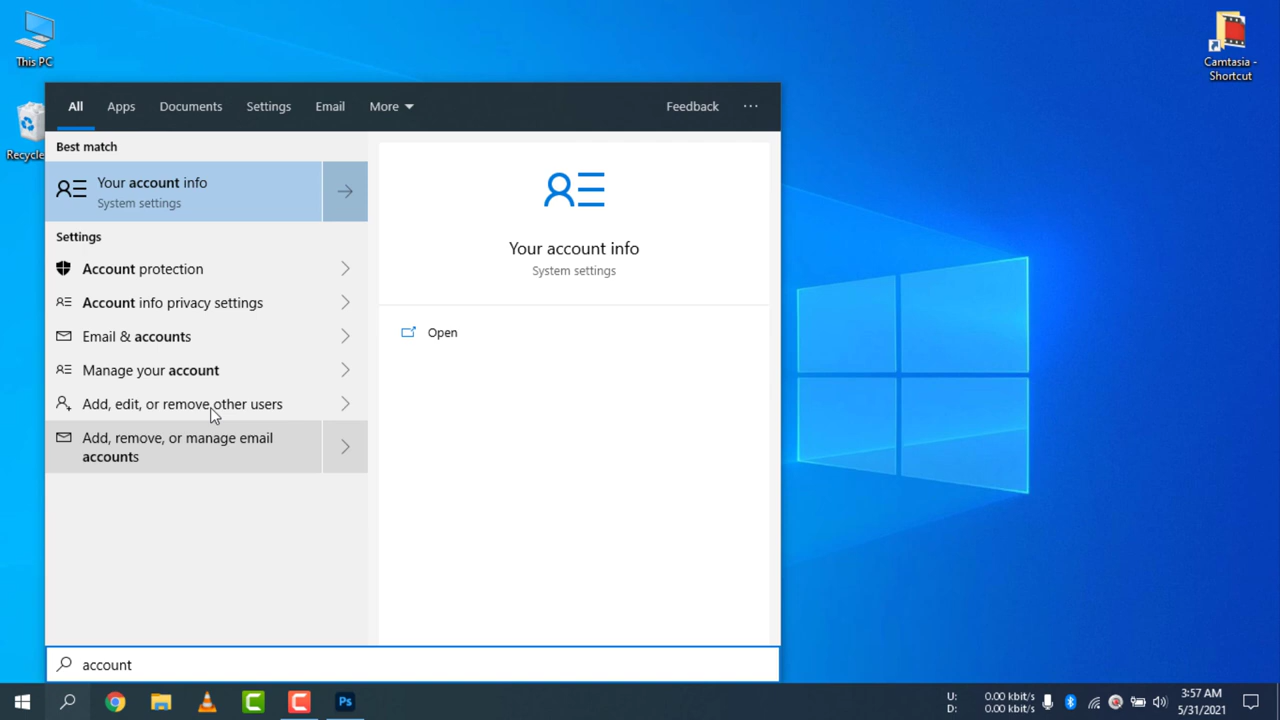 This PC
Recycle
Camtasia -
Shortcut
All Apps Documents Settings Email More Feedback ···
Best match
Your account info
System settings
Settings
Account protection
Account info privacy settings
Email & accounts
Manage your account
Add, edit, or remove other users
Add, remove, or manage email
accounts
Your account info
System settings
Open
account
Ps
U: 0.00 kbit/s
D: 0.00 kbit/s
3:57 AM
5/31/2021